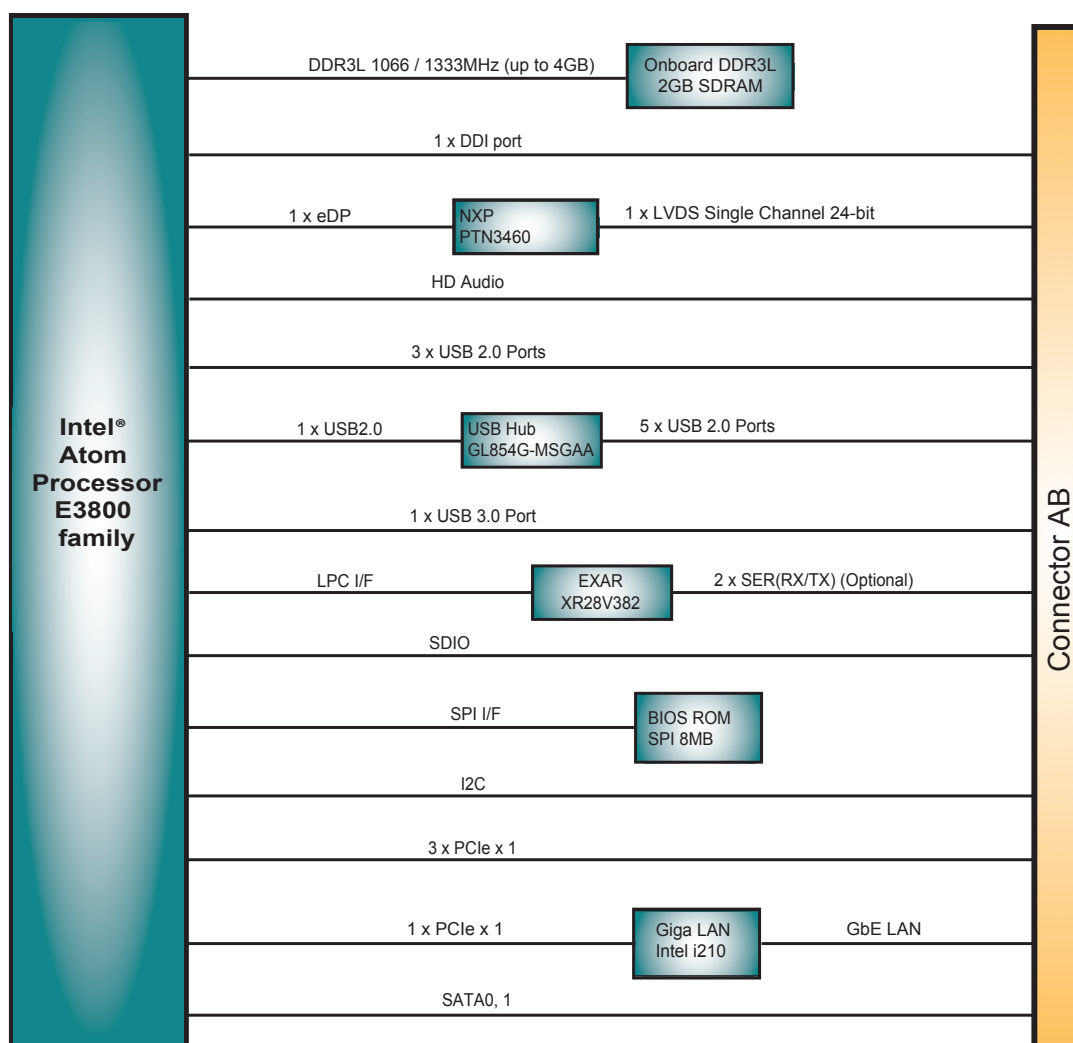 DDR3L 1066 / 1333MHz (up to 4GB)
Onboard DDR3L
2GB SDRAM
1 x DDI port
1 x eDP
NXP
PTN3460
1 x LVDS Single Channel 24-bit
HD Audio
3 x USB 2.0 Ports
Intel®
Atom
Processor
E3800
family
1 x USB2.0
USB Hub
GL854G-MSGAA
5 x USB 2.0 Ports
1 x USB 3.0 Port
LPC I/F
EXAR
XR28V382
2 x SER(RX/TX) (Optional)
SDIO
SPI I/F
BIOS ROM
SPI 8MB
I2C
3 x PCIe x 1
1 x PCIe x 1
Giga LAN
Intel i210
GbE LAN
SATA0, 1
Connector AB